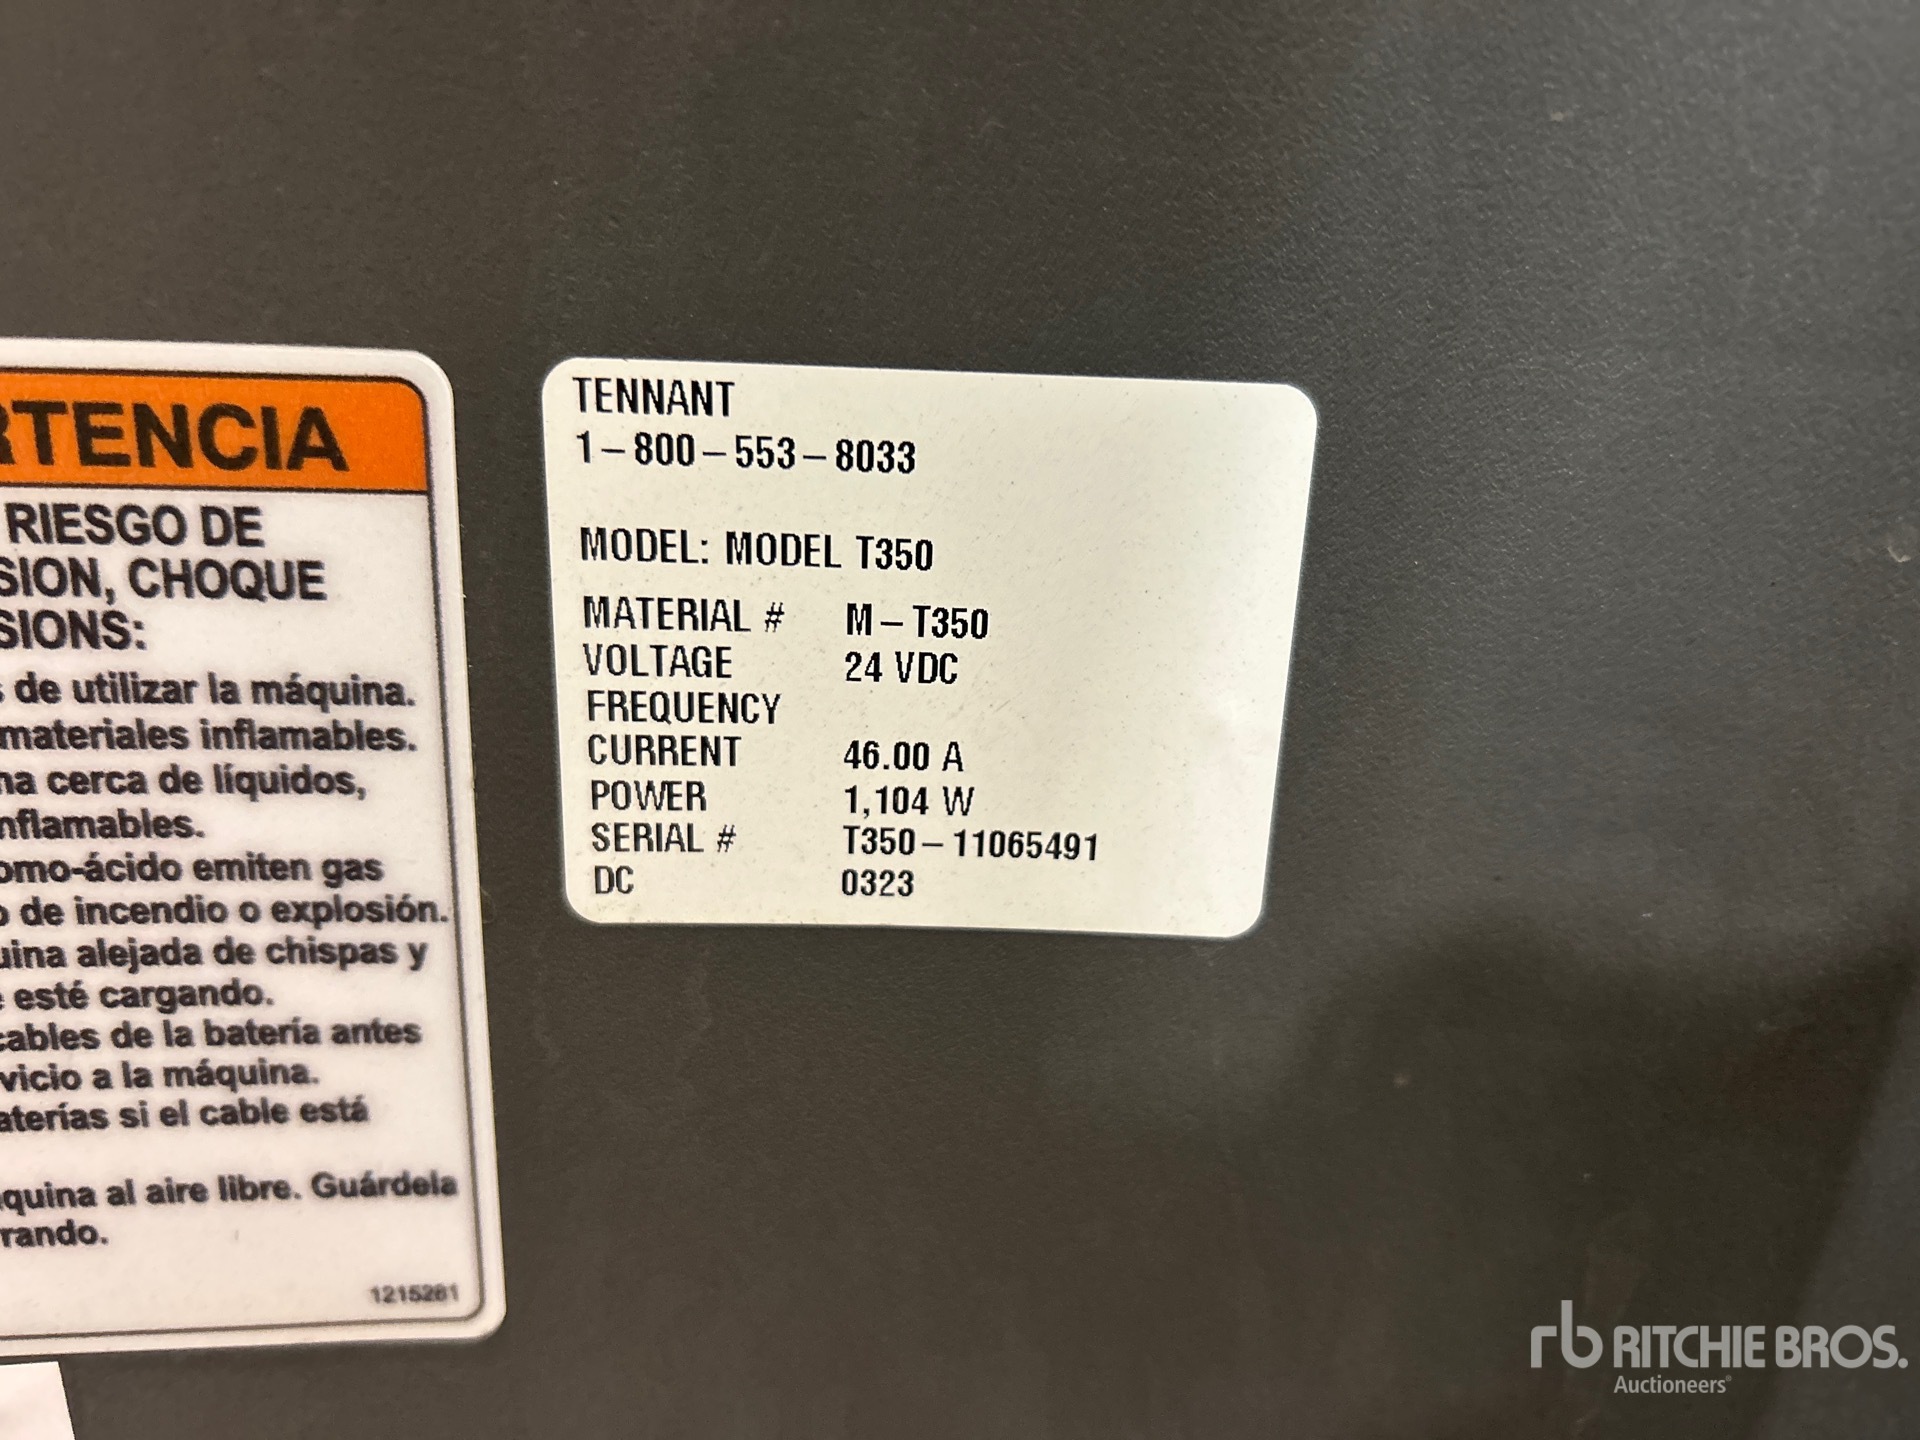 RTENCIA
RIESGO DE
SION, CHOQUE
SIONS:
de utilizar la máquina.
materiales inflamables.
na cerca de líquidos,
nflamables.
omo-ácido emiten gas
o de incendio o explosión.
uina alejada de chispas y
e esté cargando.
cables de la batería antes
vicio a la máquina.
aterías si el cable está
quina al aire libre. Guárdela
rando.
1215281
TENNANT
1-800-553-8033
MODEL: MODEL T350
MATERIAL # M-T350
VOLTAGE 24 VDC
FREQUENCY
CURRENT 46.00 A
POWER 1,104 W
SERIAL # T350-11065491
DC 0323
rb RITCHIE BROS.
Auctioneers